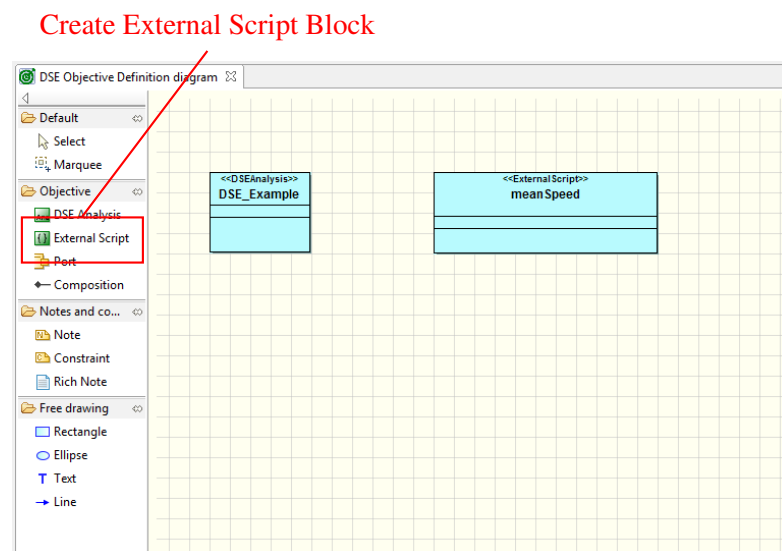 Create External Script Block
DSE Objective Definition diagram
Default
Select
Marquee
Objective
DSE Analysis
External Script
Port
Composition
Notes and co...
Note
Constraint
Rich Note
Free drawing
Rectangle
Ellipse
T Text
Line
<<DSEAnalysis>>
DSE_Example
<<ExternalScript>>
meanSpeed